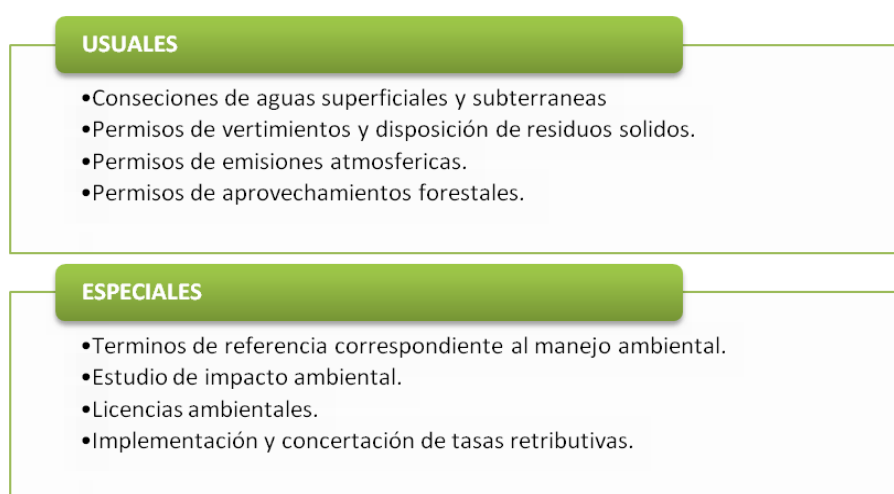 USUALES
•Conseciones de aguas superficiales y subterraneas
•Permisos de vertimientos y disposición de residuos solidos.
•Permisos de emisiones atmosfericas.
•Permisos de aprovechamientos forestales.
ESPECIALES
•Terminos de referencia correspondiente al manejo ambiental.
•Estudio de impacto ambiental.
•Licencias ambientales.
•Implementación y concertación de tasas retributivas.